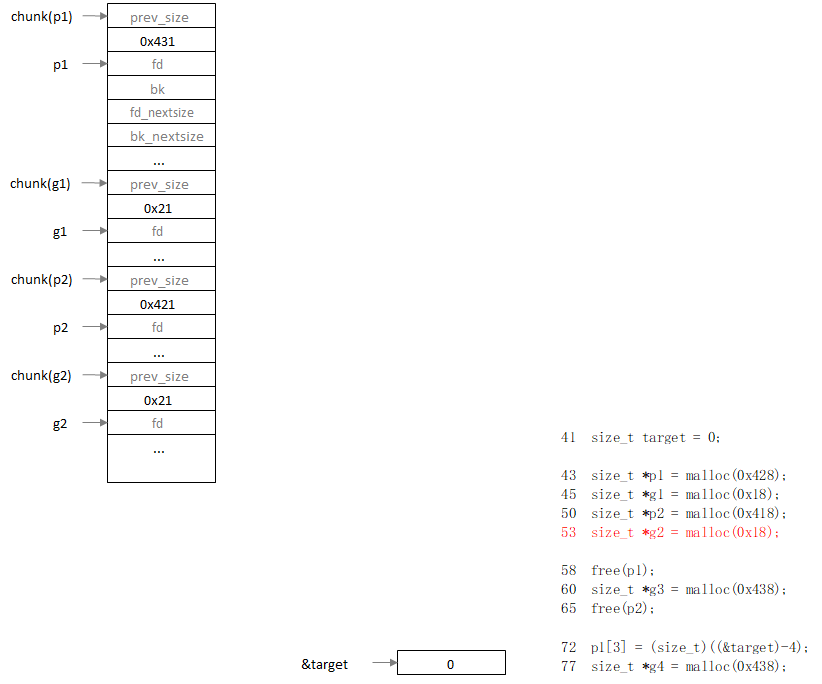 chunk(p1) prev_size
0x431
p1 fd
bk
fd_nextsize
bk_nextsize
...
chunk(g1) prev_size
0x21
g1 fd
...
chunk(p2) prev_size
0x421
p2 fd
...
chunk(g2) prev_size
0x21
g2 fd
...
&target 0
41 size_t target = 0;
43 size_t *p1 = malloc(0x428);
45 size_t *g1 = malloc(0x18);
50 size_t *p2 = malloc(0x418);
53 size_t *g2 = malloc(0x18);
58 free(p1);
60 size_t *g3 = malloc(0x438);
65 free(p2);
72 p1[3] = (size_t)((&target)-4);
77 size_t *g4 = malloc(0x438);